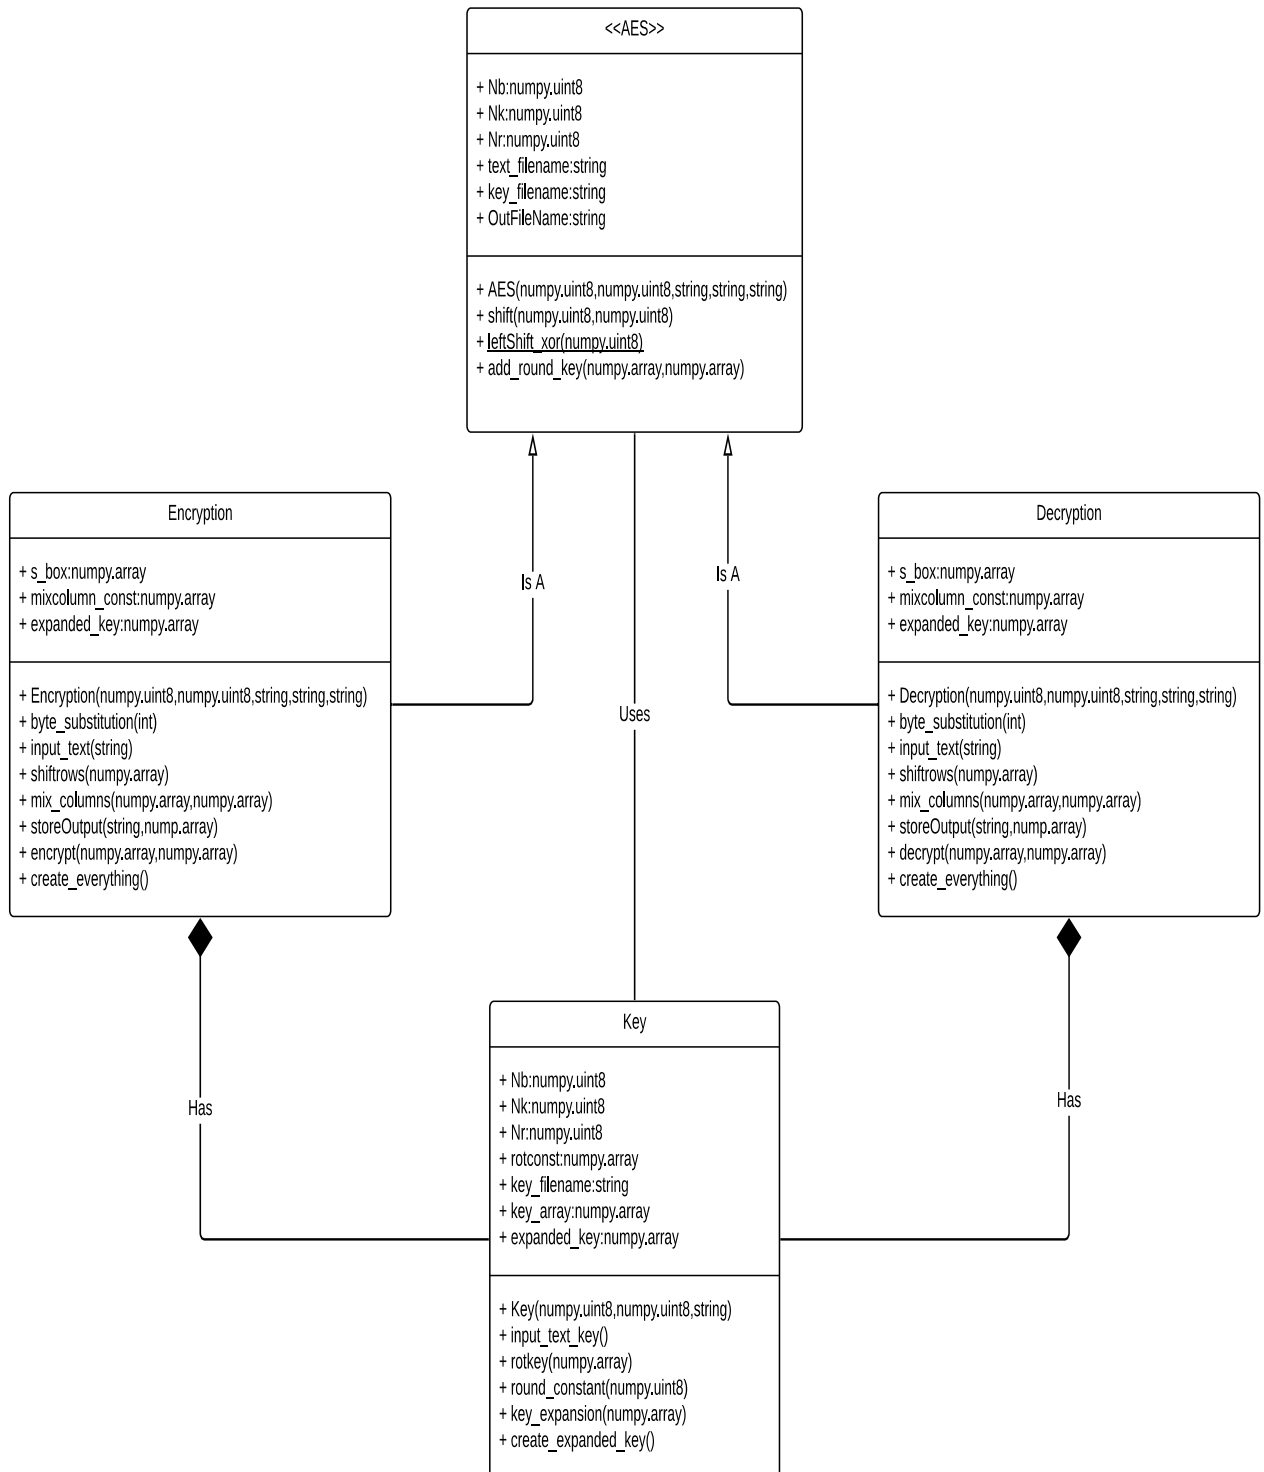 <<AES>>
+ Nb:numpy.uint8
+ Nk:numpy.uint8
+ Nr:numpy.uint8
+ text_filename:string
+ key_filename:string
+ OutFileName:string
+ AES(numpy.uint8,numpy.uint8,string,string,string)
+ shift(numpy.uint8,numpy.uint8)
+ leftShift_xor(numpy.uint8)
+ add_round_key(numpy.array,numpy.array)
Encryption
+ s_box:numpy.array
+ mixcolumn_const:numpy.array
+ expanded_key:numpy.array
+ Encryption(numpy.uint8,numpy.uint8,string,string,string)
+ byte_substitution(int)
+ input_text(string)
+ shiftrows(numpy.array)
+ mix_columns(numpy.array,numpy.array)
+ storeOutput(string,nump.array)
+ encrypt(numpy.array,numpy.array)
+ create_everything()
Is A
Uses
Is A
Decryption
+ s_box:numpy.array
+ mixcolumn_const:numpy.array
+ expanded_key:numpy.array
+ Decryption(numpy.uint8,numpy.uint8,string,string,string)
+ byte_substitution(int)
+ input_text(string)
+ shiftrows(numpy.array)
+ mix_columns(numpy.array,numpy.array)
+ storeOutput(string,nump.array)
+ decrypt(numpy.array,numpy.array)
+ create_everything()
Has
Key
+ Nb:numpy.uint8
+ Nk:numpy.uint8
+ Nr:numpy.uint8
+ rotconst:numpy.array
+ key_filename:string
+ key_array:numpy.array
+ expanded_key:numpy.array
+ Key(numpy.uint8,numpy.uint8,string)
+ input_text_key()
+ rotkey(numpy.array)
+ round_constant(numpy.uint8)
+ key_expansion(numpy.array)
+ create_expanded_key()
Has